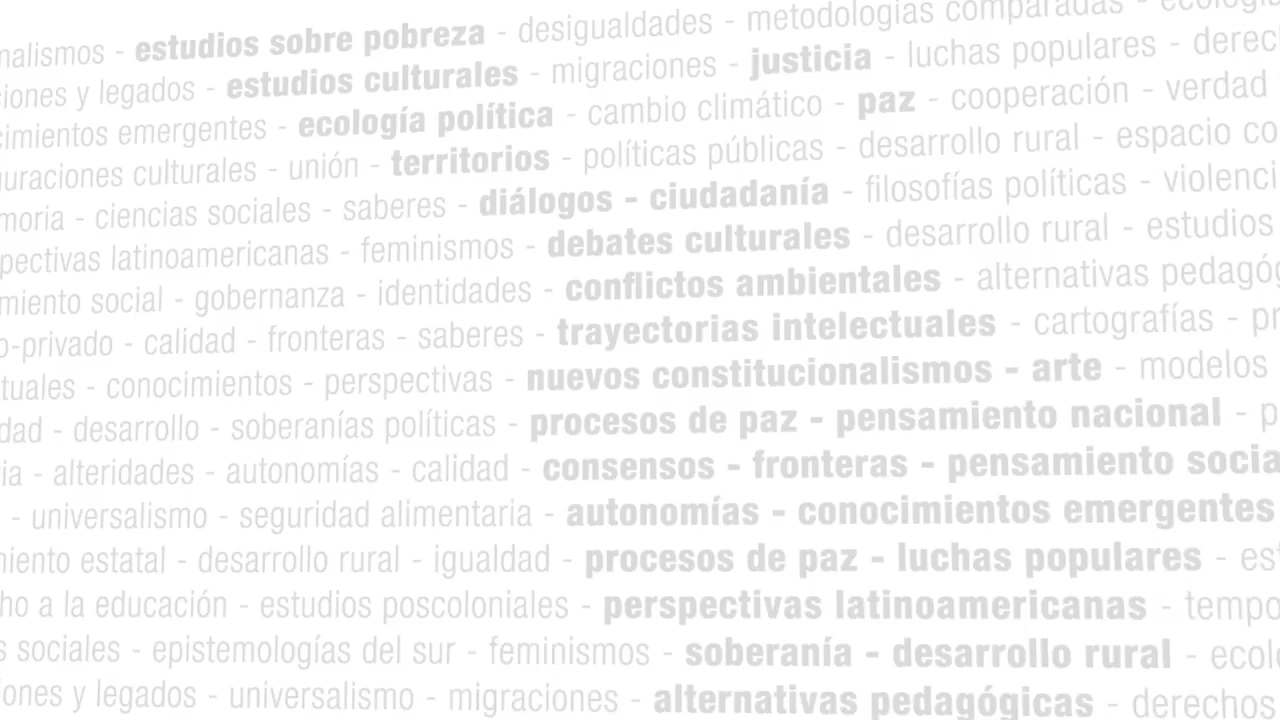 nalismos - estudios sobre pobreza - desigualdades - metodologías comparadas - ecología
ciones y legados - estudios culturales - migraciones - justicia - luchas populares - derec
cimientos emergentes - ecología política - cambio climático - paz - cooperación - verdad
guraciones culturales - unión - territorios - políticas públicas - desarrollo rural - espacio co
moria - ciencias sociales - saberes - diálogos - ciudadanía - filosofías políticas - violenci
pectivas latinoamericanas - feminismos - debates culturales - desarrollo rural - estudios
miento social - gobernanza - identidades - conflictos ambientales - alternativas pedagóg
o-privado - calidad - fronteras - saberes - trayectorias intelectuales - cartografías - pr
tuales - conocimientos - perspectivas - nuevos constitucionalismos - arte - modelos
dad - desarrollo - soberanías políticas - procesos de paz - pensamiento nacional - p
ia - alteridades - autonomías - calidad - consensos - fronteras - pensamiento socia
- universalismo - seguridad alimentaria - autonomías - conocimientos emergentes
niento estatal - desarrollo rural - igualdad - procesos de paz - luchas populares - est
ho a la educación - estudios poscoloniales - perspectivas latinoamericanas - tempo
s sociales - epistemologías del sur - feminismos - soberanía - desarrollo rural - ecol
iones y legados - universalismo - migraciones - alternativas pedagógicas - derechos